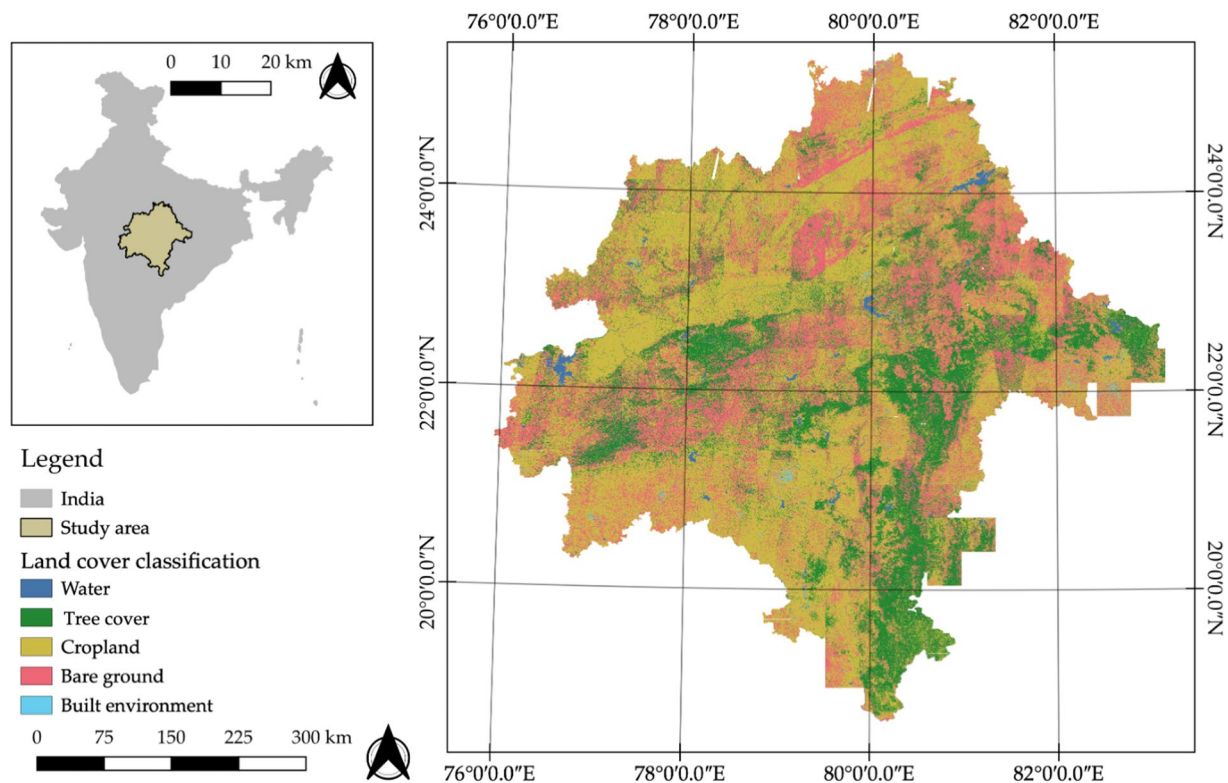 76°0′0.0″E 78°0′0.0″E 80°0′0.0″E 82°0′0.0″E
0 10 20 km
24°0′0.0″N 24°0′0.0″N
22°0′0.0″N 22°0′0.0″N
20°0′0.0″N 20°0′0.0″N
Legend
India
Study area
Land cover classification
Water
Tree cover
Cropland
Bare ground
Built environment
0 75 150 225 300 km
76°0′0.0″E 78°0′0.0″E 80°0′0.0″E 82°0′0.0″E